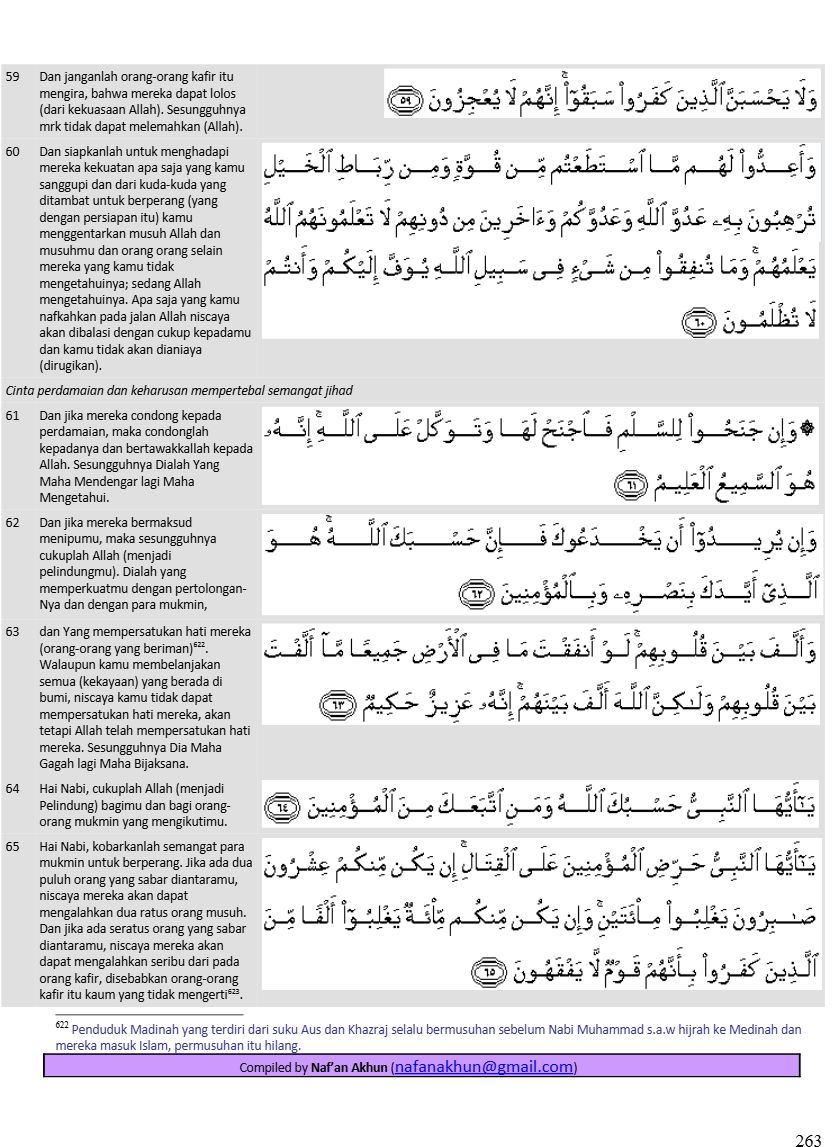 59 Dan janganlah orang-orang kafir itu
mengira, bahwa mereka dapat lolos
(dari kekuasaan Allah). Sesungguhnya
mrk tidak dapat melemahkan (Allah).
وَلَا يَحْسَبَنَّ ٱلَّذِينَ كَفَرُوا۟ سَبَقُوٓا۟ ۚ إِنَّهُمْ لَا يُعْجِزُونَ ٥٩
60 Dan siapkanlah untuk menghadapi
mereka kekuatan apa saja yang kamu
sanggupi dan dari kuda-kuda yang
ditambat untuk berperang (yang
dengan persiapan itu) kamu
menggentarkan musuh Allah dan
musuhmu dan orang orang selain
mereka yang kamu tidak
mengetahuinya; sedang Allah
mengetahuinya. Apa saja yang kamu
nafkahkan pada jalan Allah niscaya
akan dibalasi dengan cukup kepadamu
dan kamu tidak akan dianiaya
(dirugikan).
وَأَعِدُّوا۟ لَهُم مَّا ٱسْتَطَعْتُم مِّن قُوَّةٍ وَمِن رِّبَاطِ ٱلْخَيْلِ
تُرْهِبُونَ بِهِۦ عَدُوَّ ٱللَّهِ وَعَدُوَّكُمْ وَءَاخَرِينَ مِن دُونِهِمْ لَا تَعْلَمُونَهُمُ ٱللَّهُ
يَعْلَمُهُمْ ۚ وَمَا تُنفِقُوا۟ مِن شَىْءٍ فِى سَبِيلِ ٱللَّهِ يُوَفَّ إِلَيْكُمْ وَأَنتُمْ
لَا تُظْلَمُونَ ٦٠
Cinta perdamaian dan keharusan mempertebal semangat jihad
61 Dan jika mereka condong kepada
perdamaian, maka condonglah
kepadanya dan bertawakkallah kepada
Allah. Sesungguhnya Dialah Yang
Maha Mendengar lagi Maha
Mengetahui.
۞ وَإِن جَنَحُوا۟ لِلسَّلْمِ فَٱجْنَحْ لَهَا وَتَوَكَّلْ عَلَى ٱللَّهِ ۚ إِنَّهُۥ
هُوَ ٱلسَّمِيعُ ٱلْعَلِيمُ ٦١
62 Dan jika mereka bermaksud
menipumu, maka sesungguhnya
cukuplah Allah (menjadi
pelindungmu). Dialah yang
memperkuatmu dengan pertolongan-
Nya dan dengan para mukmin,
وَإِن يُرِيدُوٓا۟ أَن يَخْدَعُوكَ فَإِنَّ حَسْبَكَ ٱللَّهُ ۚ هُوَ
ٱلَّذِىٓ أَيَّدَكَ بِنَصْرِهِۦ وَبِٱلْمُؤْمِنِينَ ٦٢
63 dan Yang mempersatukan hati mereka
(orang-orang yang beriman)⁶²².
Walaupun kamu membelanjakan
semua (kekayaan) yang berada di
bumi, niscaya kamu tidak dapat
mempersatukan hati mereka, akan
tetapi Allah telah mempersatukan hati
mereka. Sesungguhnya Dia Maha
Gagah lagi Maha Bijaksana.
وَأَلَّفَ بَيْنَ قُلُوبِهِمْ ۚ لَوْ أَنفَقْتَ مَا فِى ٱلْأَرْضِ جَمِيعًا مَّآ أَلَّفْتَ
بَيْنَ قُلُوبِهِمْ وَلَـٰكِنَّ ٱللَّهَ أَلَّفَ بَيْنَهُمْ ۚ إِنَّهُۥ عَزِيزٌ حَكِيمٌ ٦٣
64 Hai Nabi, cukuplah Allah (menjadi
Pelindung) bagimu dan bagi orang-
orang mukmin yang mengikutimu.
يَـٰٓأَيُّهَا ٱلنَّبِىُّ حَسْبُكَ ٱللَّهُ وَمَنِ ٱتَّبَعَكَ مِنَ ٱلْمُؤْمِنِينَ ٦٤
65 Hai Nabi, kobarkanlah semangat para
mukmin untuk berperang. Jika ada dua
puluh orang yang sabar diantaramu,
niscaya mereka akan dapat
mengalahkan dua ratus orang musuh.
Dan jika ada seratus orang yang sabar
diantaramu, niscaya mereka akan
dapat mengalahkan seribu dari pada
orang kafir, disebabkan orang-orang
kafir itu kaum yang tidak mengerti⁶²³.
يَـٰٓأَيُّهَا ٱلنَّبِىُّ حَرِّضِ ٱلْمُؤْمِنِينَ عَلَى ٱلْقِتَالِ ۚ إِن يَكُن مِّنكُمْ عِشْرُونَ
صَـٰبِرُونَ يَغْلِبُوا۟ مِا۟ئَتَيْنِ ۚ وَإِن يَكُن مِّنكُم مِّا۟ئَةٌ يَغْلِبُوٓا۟ أَلْفًا مِّنَ
ٱلَّذِينَ كَفَرُوا۟ بِأَنَّهُمْ قَوْمٌ لَّا يَفْقَهُونَ ٦٥
⁶²² Penduduk Madinah yang terdiri dari suku Aus dan Khazraj selalu bermusuhan sebelum Nabi Muhammad s.a.w hijrah ke Medinah dan
mereka masuk Islam, permusuhan itu hilang.
Compiled by Naf’an Akhun (nafanakhun@gmail.com)
263